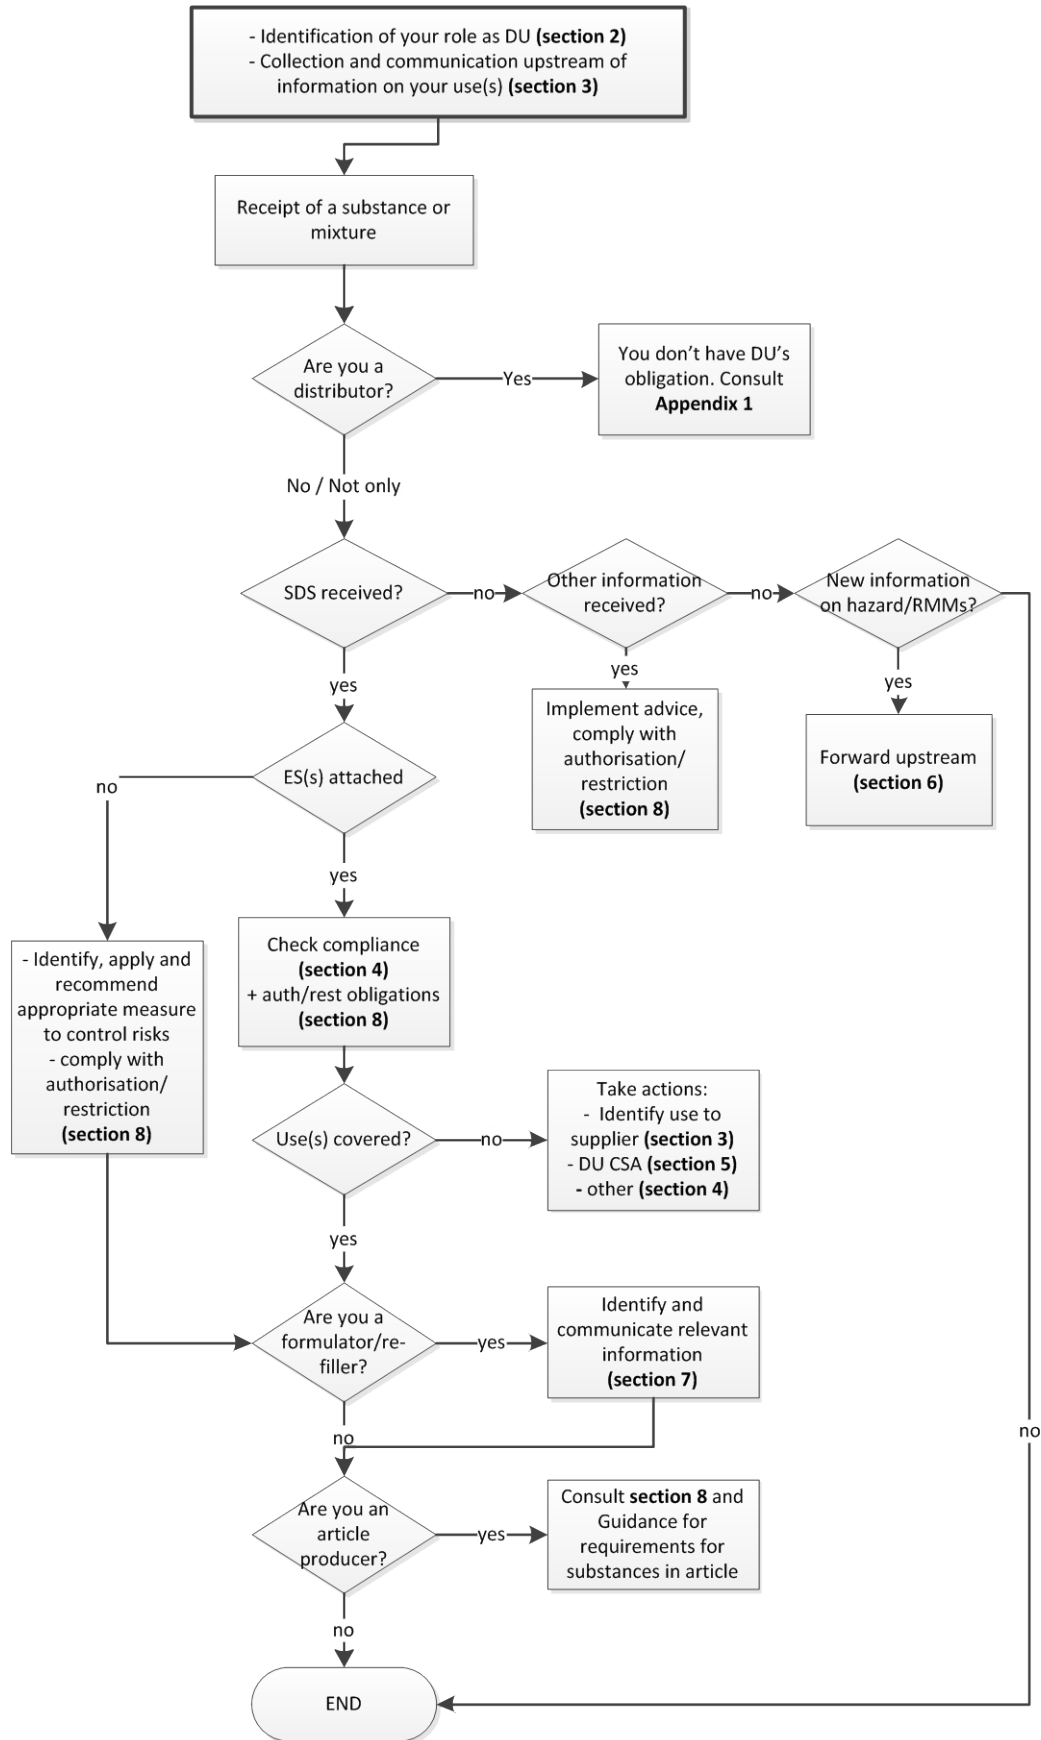 - Identification of your role as DU (section 2)
- Collection and communication upstream of
information on your use(s) (section 3)
Receipt of a substance or
mixture
Are you a
distributor?
Yes
You don't have DU's
obligation. Consult
Appendix 1
No / Not only
SDS received?
no
Other information
received?
no
New information
on hazard/RMMs?
yes
yes
yes
Implement advice,
comply with
authorisation/
restriction
(section 8)
Forward upstream
(section 6)
ES(s) attached
no
yes
- Identify, apply and
recommend
appropriate measure
to control risks
- comply with
authorisation/
restriction
(section 8)
Check compliance
(section 4)
+ auth/rest obligations
(section 8)
Use(s) covered?
no
Take actions:
- Identify use to
supplier (section 3)
- DU CSA (section 5)
- other (section 4)
yes
Are you a
formulator/re-
filler?
yes
Identify and
communicate relevant
information
(section 7)
no
no
Are you an
article
producer?
yes
Consult section 8 and
Guidance for
requirements for
substances in article
no
END